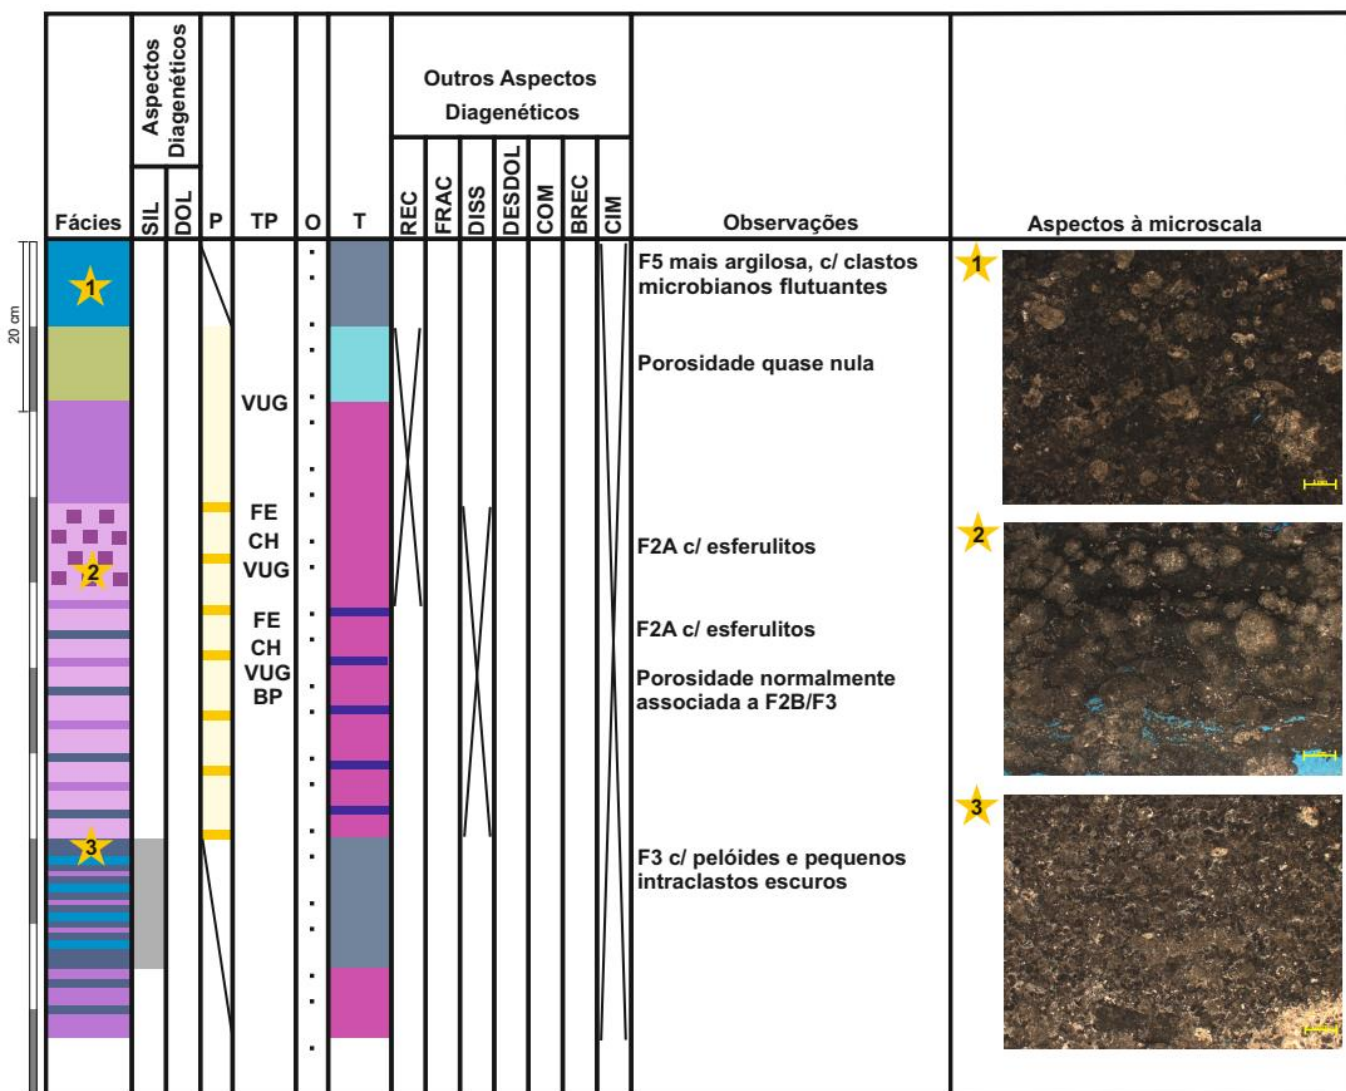 Aspectos
Diagenéticos
Outros Aspectos
Diagenéticos
Fácies
SIL
DOL
P
TP
O
T
REC
FRAC
DISS
DESDOL
COM
BREC
CIM
Observações
Aspectos à microscala
20 cm
1
F5 mais argilosa, c/ clastos
microbianos flutuantes
1
Porosidade quase nula
VUG
FE
CH
VUG
2
F2A c/ esferulitos
2
FE
CH
VUG
BP
F2A c/ esferulitos
Porosidade normalmente
associada a F2B/F3
3
3
F3 c/ pelóides e pequenos
intraclastos escuros